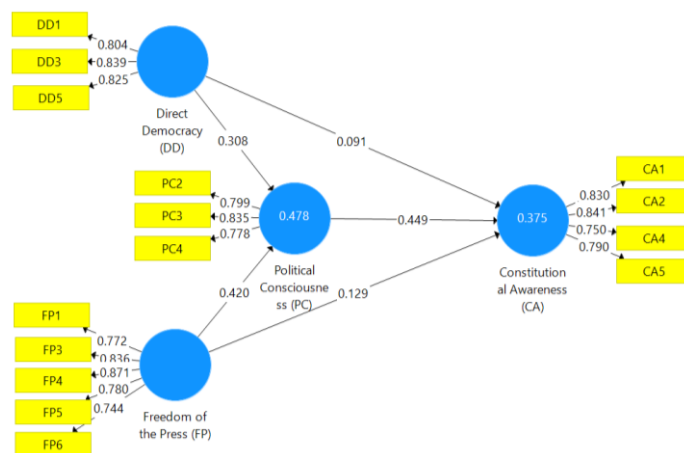 DD1
0.804
DD3
0.839
DD5
0.825
Direct
Democracy
(DD)
0.308
0.091
PC2
0.799
PC3
0.835
PC4
0.778
0.478
Political
Consciousne
ss (PC)
0.449
CA1
0.830
CA2
0.841
CA4
0.750
CA5
0.790
0.375
Constitution
al Awareness
(CA)
0.420
0.129
FP1
0.772
FP3
0.836
FP4
0.871
FP5
0.780
FP6
0.744
Freedom of
the Press (FP)